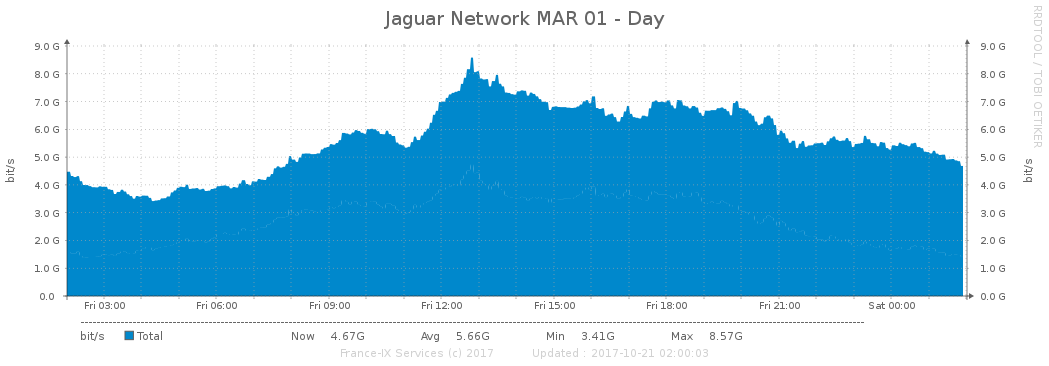 Jaguar Network MAR 01 - Day
RRDTOOL / TOBI OETIKER
9.0 G 9.0 G
8.0 G 8.0 G
7.0 G 7.0 G
6.0 G 6.0 G
5.0 G 5.0 G
4.0 G 4.0 G
3.0 G 3.0 G
2.0 G 2.0 G
1.0 G 1.0 G
0.0 0.0 G
bit/s
bit/s
Fri 03:00 Fri 06:00 Fri 09:00 Fri 12:00 Fri 15:00 Fri 18:00 Fri 21:00 Sat 00:00
bit/s Total Now 4.67G Avg 5.66G Min 3.41G Max 8.57G
France-IX Services (c) 2017 Updated : 2017-10-21 02:00:03